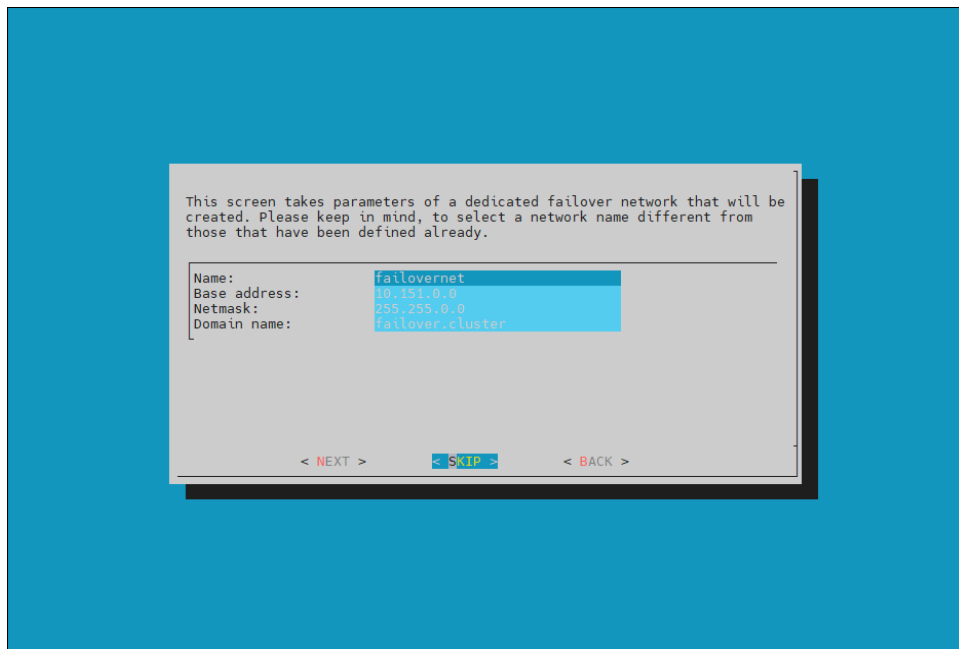 This screen takes parameters of a dedicated failover network that will be
created. Please keep in mind, to select a network name different from
those that have been defined already.
Name: failovernet
Base address: 10.151.0.0
Netmask: 255.255.0.0
Domain name: failover.cluster
< NEXT > < SKIP > < BACK >